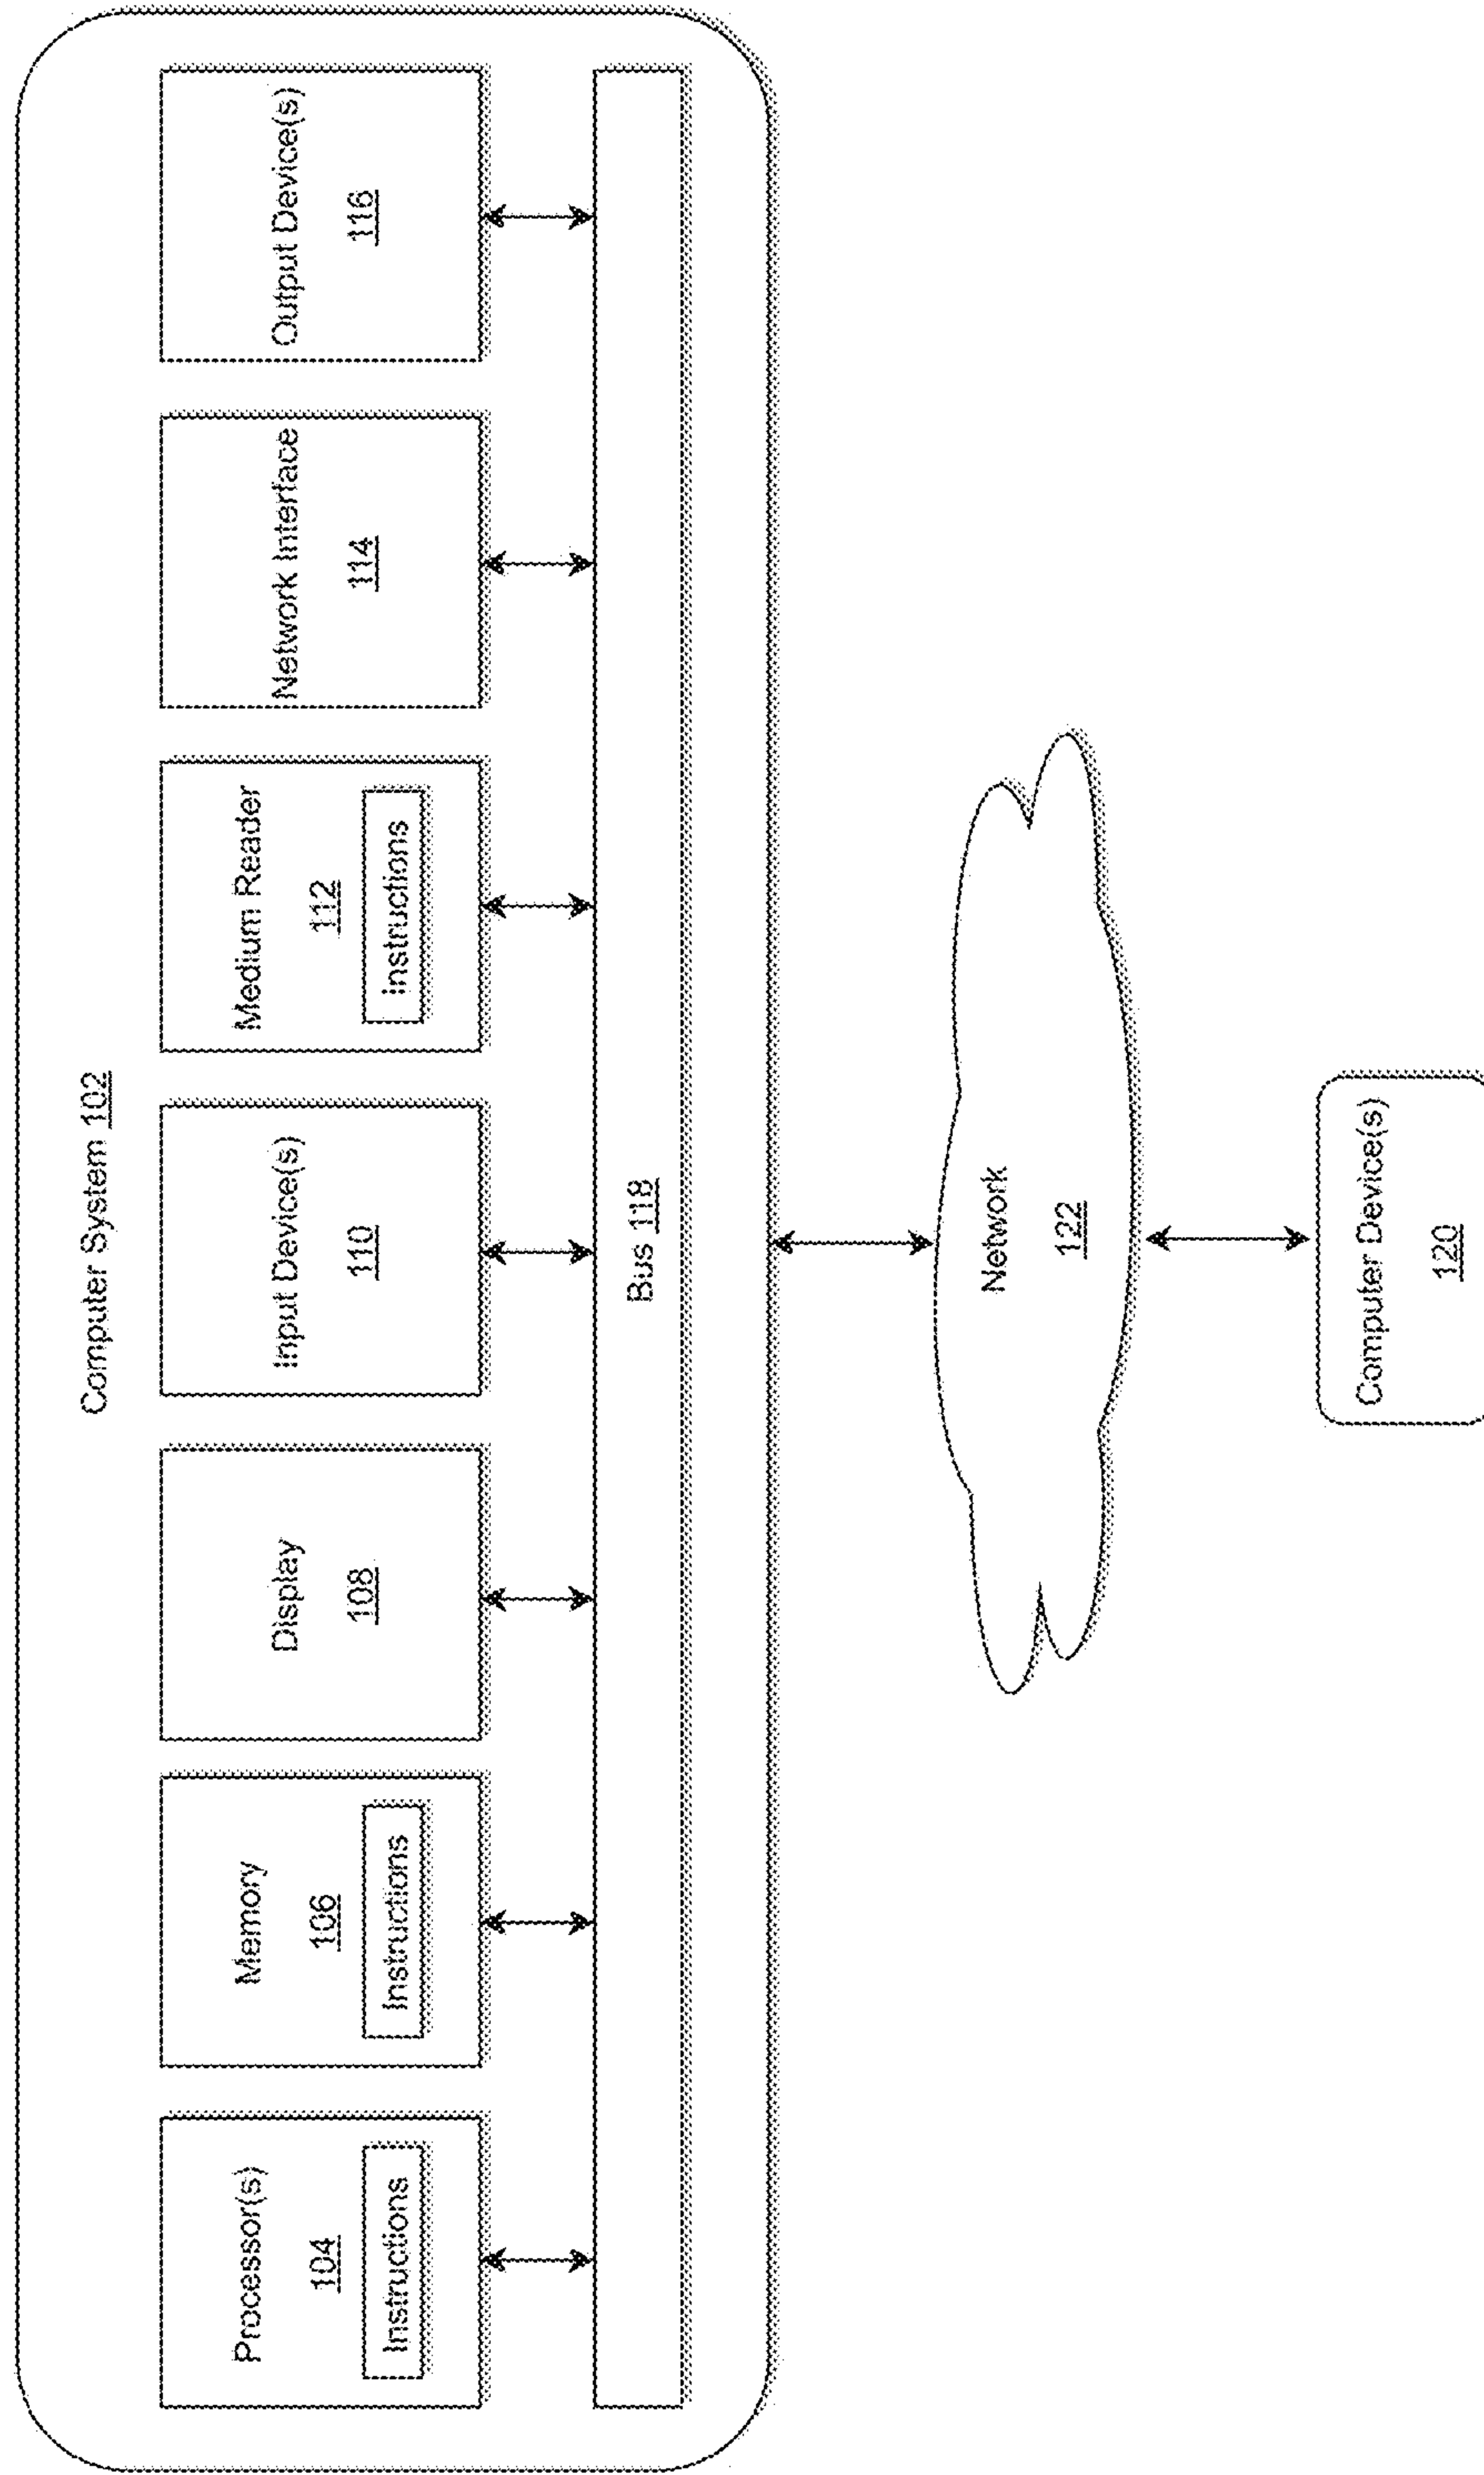 Computer System 102
Processor(s)
104
Instructions
Memory
106
Instructions
Display
108
Input Device(s)
110
Medium Reader
112
Instructions
Network Interface
114
Output Device(s)
116
Bus 118
Network
122
Computer Device(s)
120